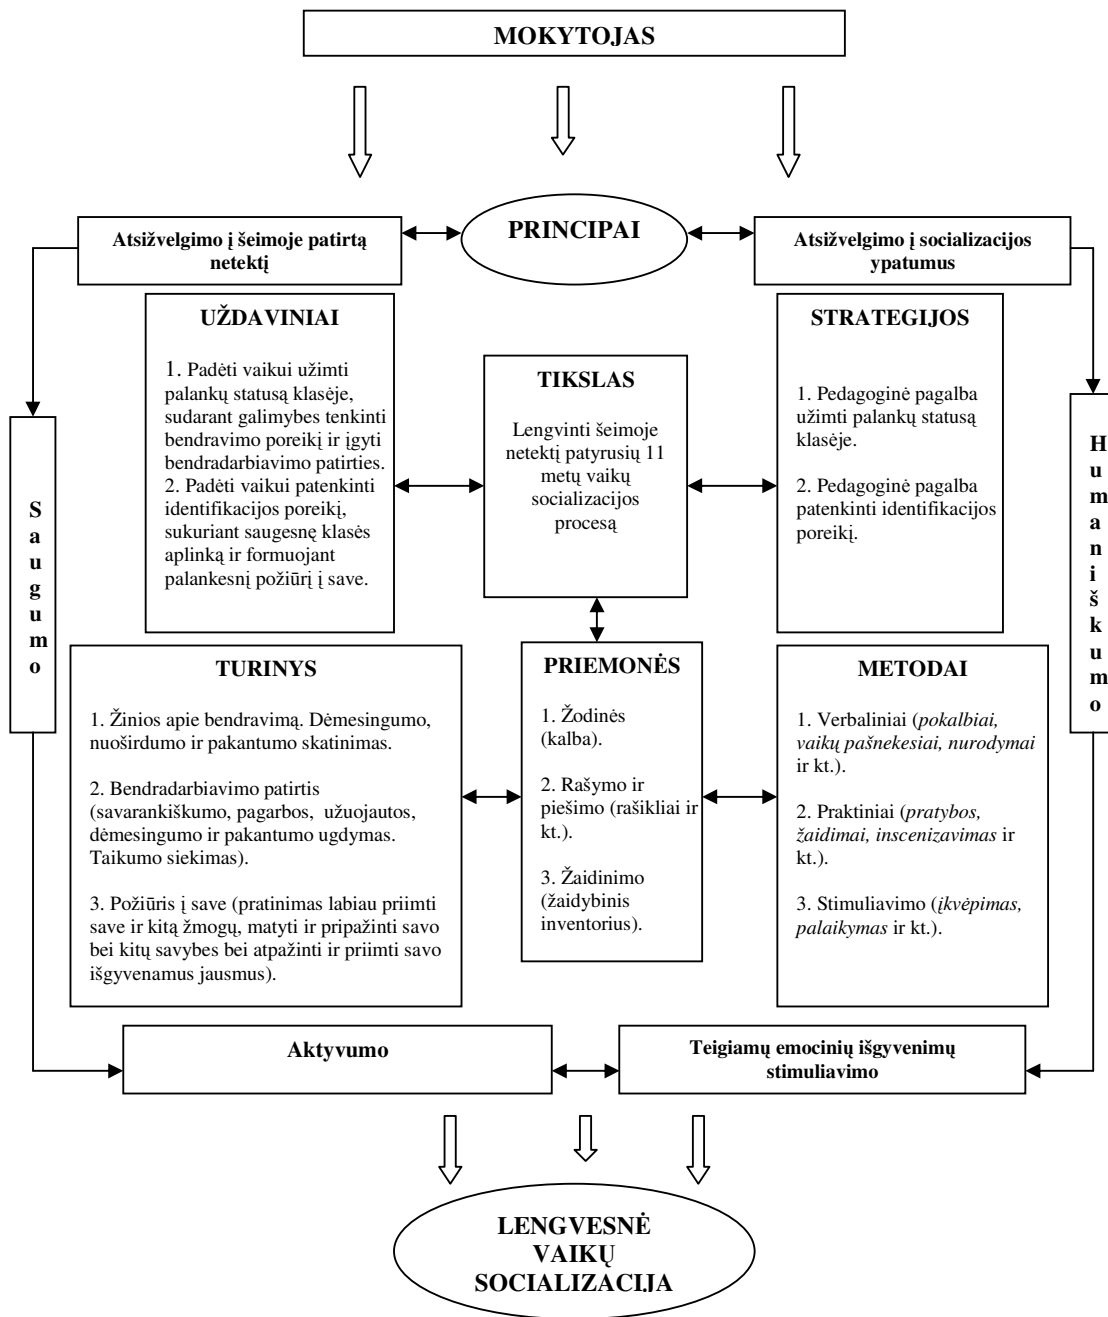 MOKYTOJAS
PRINCIPAI
Atsižvelgimo į šeimoje patirtą
netektį
Atsižvelgimo į socializacijos
ypatumus
UŽDAVINIAI
1. Padėti vaikui užimti
palankų statusą klasėje,
sudarant galimybes tenkinti
bendravimo poreikį ir įgyti
bendradarbiavimo patirties.
2. Padėti vaikui patenkinti
identifikacijos poreikį,
sukuriant saugesnę klasės
aplinką ir formuojant
palankesnį požiūrį į save.
TIKSLAS
Lengvinti šeimoje
netektį patyrusių 11
metų vaikų
socializacijos
procesą
STRATEGIJOS
1. Pedagoginė pagalba
užimti palankų statusą
klasėje.
2. Pedagoginė pagalba
patenkinti identifikacijos
poreikį.
Saugumo
Humaniškumo
TURINYS
1. Žinios apie bendravimą. Dėmesingumo,
nuoširdumo ir pakantumo skatinimas.
2. Bendradarbiavimo patirtis
(savarankiškumo, pagarbos, užuojautos,
dėmesingumo ir pakantumo ugdymas.
Taikumo siekimas).
3. Požiūris į save (pratinimas labiau priimti
save ir kitą žmogų, matyti ir pripažinti savo
bei kitų savybes bei atpažinti ir priimti savo
išgyvenamus jausmus).
PRIEMONĖS
1. Žodinės
(kalba).
2. Rašymo ir
piešimo (rašikliai ir
kt.).
3. Žaidinimo
(žaidybinis
inventorius).
METODAI
1. Verbaliniai (pokalbiai,
vaikų pašnekesiai, nurodymai
ir kt.).
2. Praktiniai (pratybos,
žaidimai, inscenizavimas ir
kt.).
3. Stimuliavimo (įkvėpimas,
palaikymas ir kt.).
Aktyvumo
Teigiamų emocinių išgyvenimų
stimuliavimo
LENGVESNĖ
VAIKŲ
SOCIALIZACIJA